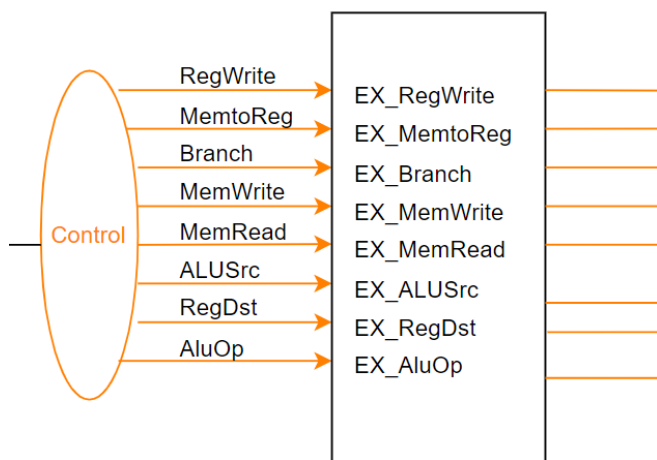 RegWrite
EX_RegWrite
MemtoReg
EX_MemtoReg
Branch
EX_Branch
MemWrite
EX_MemWrite
Control
MemRead
EX_MemRead
ALUSrc
EX_ALUSrc
RegDst
EX_RegDst
AluOp
EX_AluOp